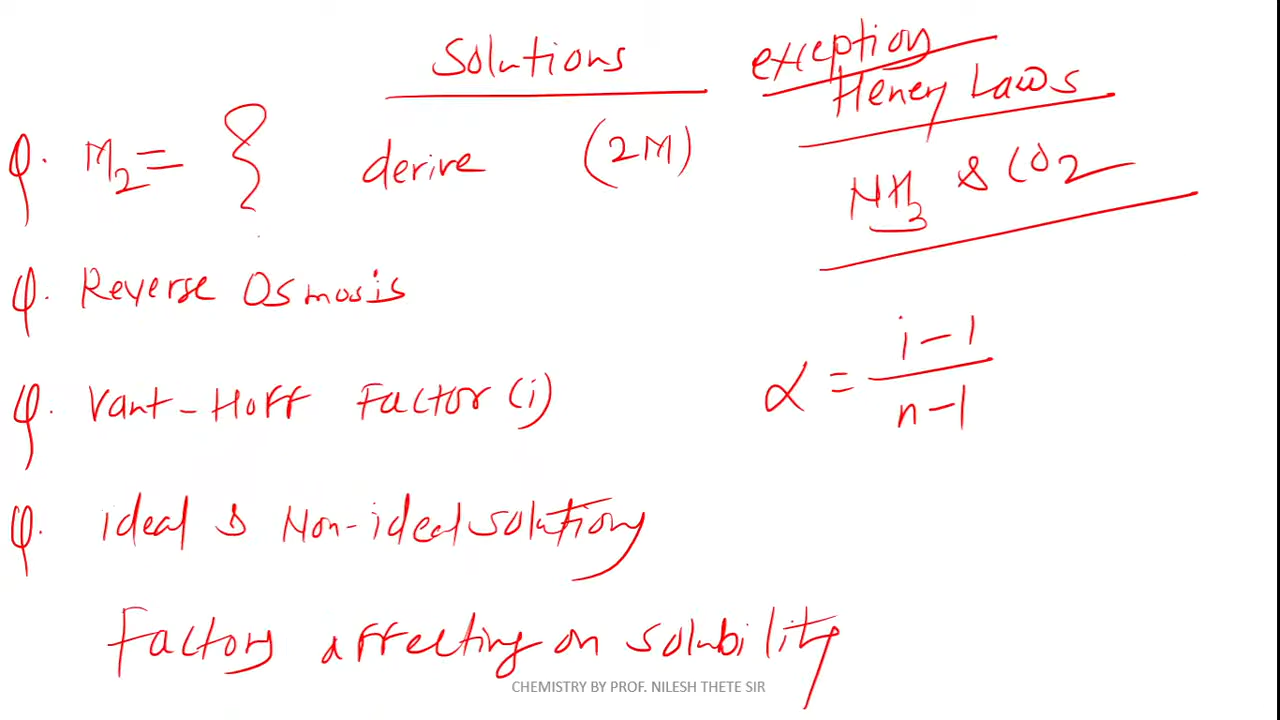 Solutions
exception
Henry Laws
NH3 & CO2
Q. M2 = { derive (2M)
Q. Reverse Osmosis
α = i-1 / n-1
Q. Vant-Hoff Factor (i)
Q. ideal & Non-ideal solutions
Factors affecting on solubility
CHEMISTRY BY PROF. NILESH THETE SIR